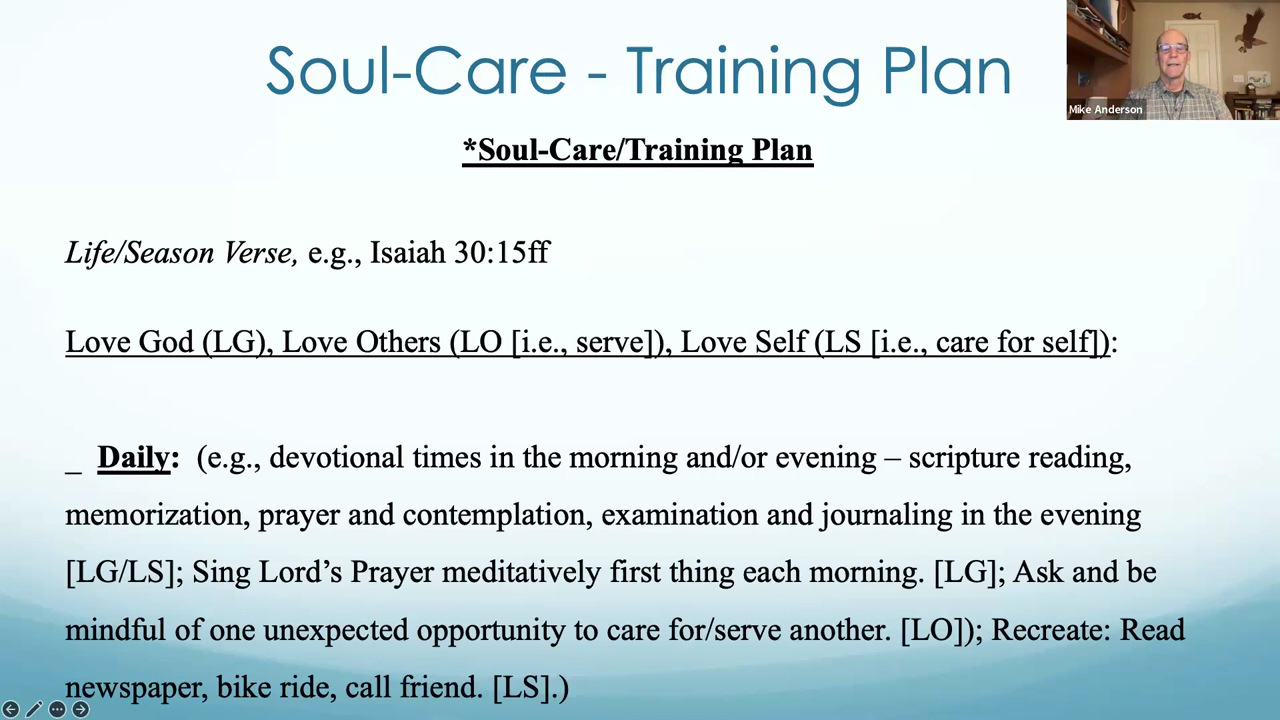 Soul-Care - Training Plan
Mike Anderson
*Soul-Care/Training Plan
Life/Season Verse, e.g., Isaiah 30:15ff
Love God (LG), Love Others (LO [i.e., serve]), Love Self (LS [i.e., care for self]):
_ Daily: (e.g., devotional times in the morning and/or evening – scripture reading,
memorization, prayer and contemplation, examination and journaling in the evening
[LG/LS]; Sing Lord’s Prayer meditatively first thing each morning. [LG]; Ask and be
mindful of one unexpected opportunity to care for/serve another. [LO]); Recreate: Read
newspaper, bike ride, call friend. [LS].)